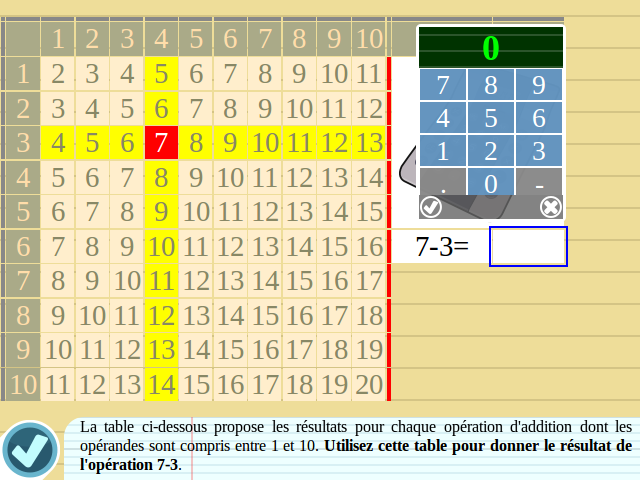 1 2 3 4 5 6 7 8 9 10
1 2 3 4 5 6 7 8 9 10 11
2 3 4 5 6 7 8 9 10 11 12
3 4 5 6 7 8 9 10 11 12 13
4 5 6 7 8 9 10 11 12 13 14
5 6 7 8 9 10 11 12 13 14 15
6 7 8 9 10 11 12 13 14 15 16
7 8 9 10 11 12 13 14 15 16 17
8 9 10 11 12 13 14 15 16 17 18
9 10 11 12 13 14 15 16 17 18 19
10 11 12 13 14 15 16 17 18 19 20
0
7 8 9
4 5 6
1 2 3
. 0 -
7-3=
La table ci-dessous propose les résultats pour chaque opération d'addition dont les
opérandes sont compris entre 1 et 10. Utilisez cette table pour donner le résultat de
l'opération 7-3.